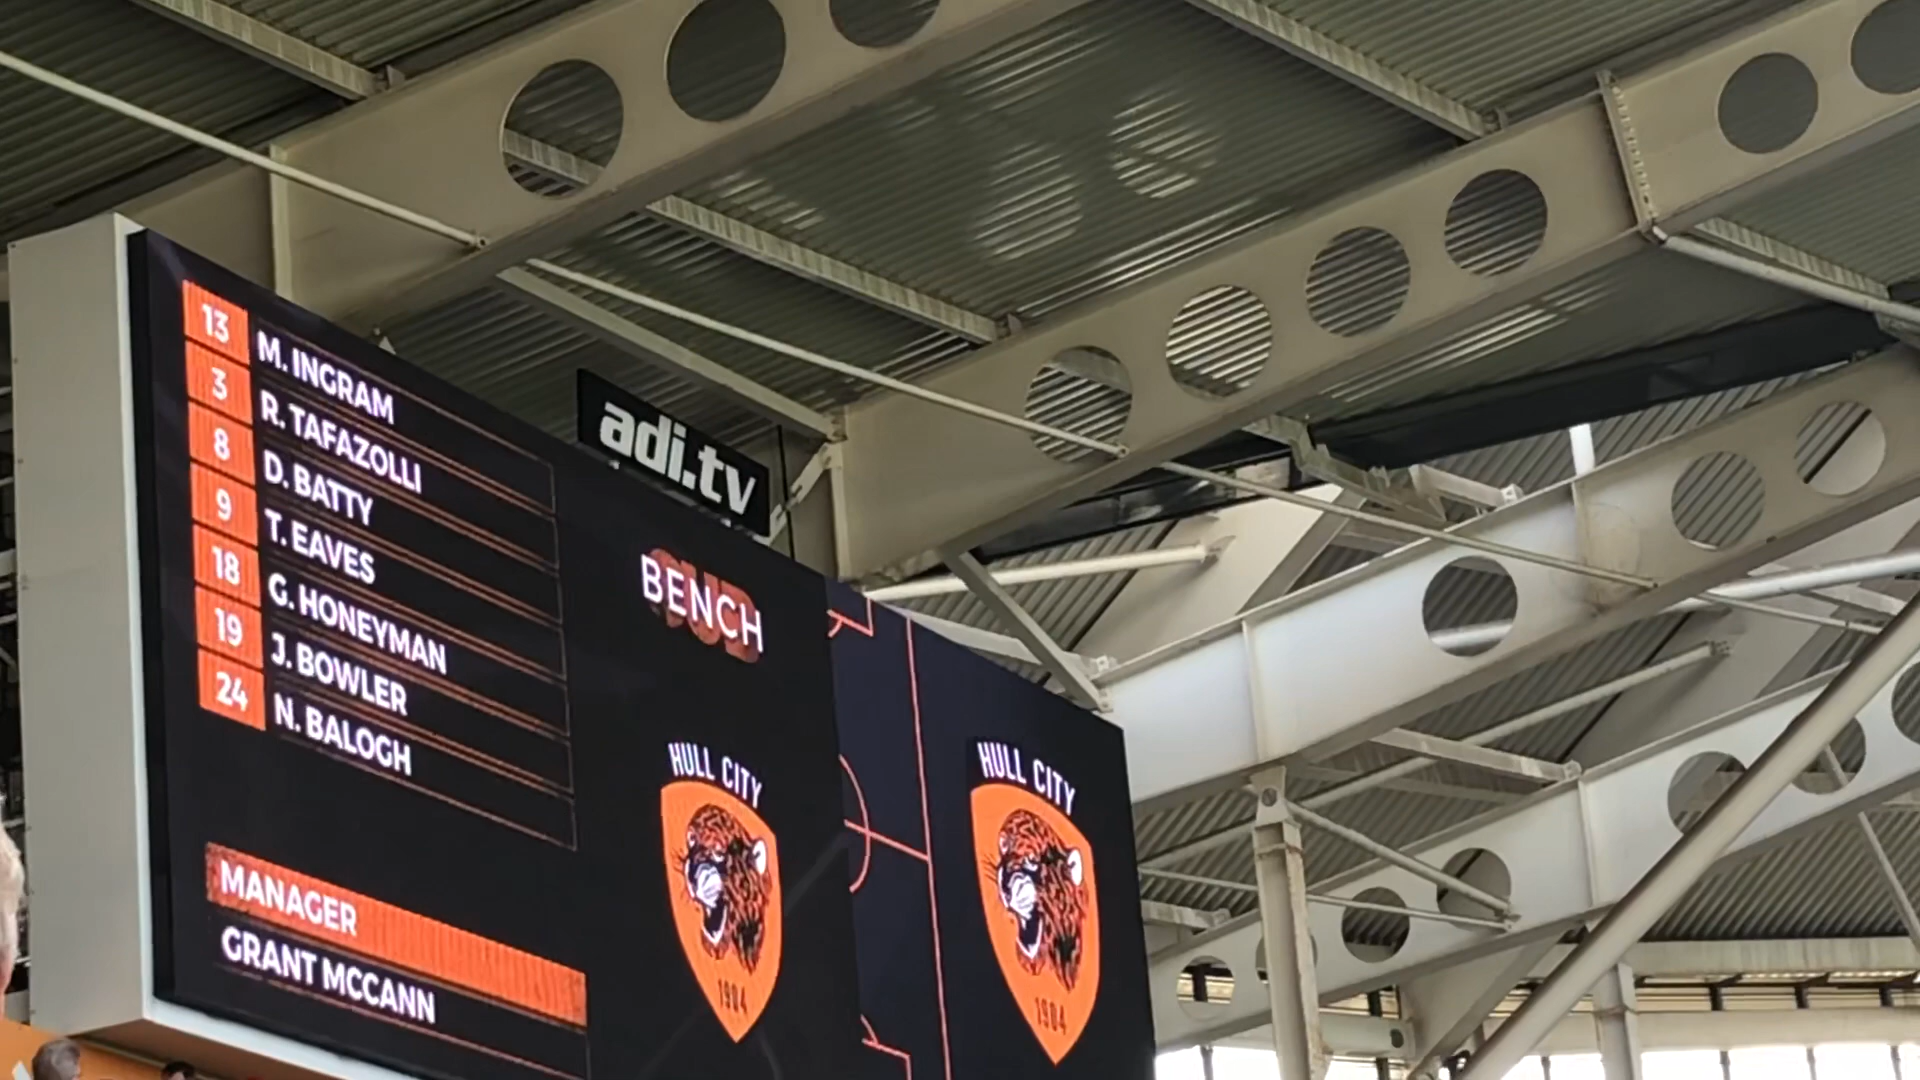 13 M. INGRAM
3 R. TAFAZOLLI
8 D. BATTY
9 T. EAVES
18 G. HONEYMAN
19 J. BOWLER
24 N. BALOGH
MANAGER
GRANT MCCANN
adi.tv
BENCH
HULL CITY
1904
HULL CITY
1904